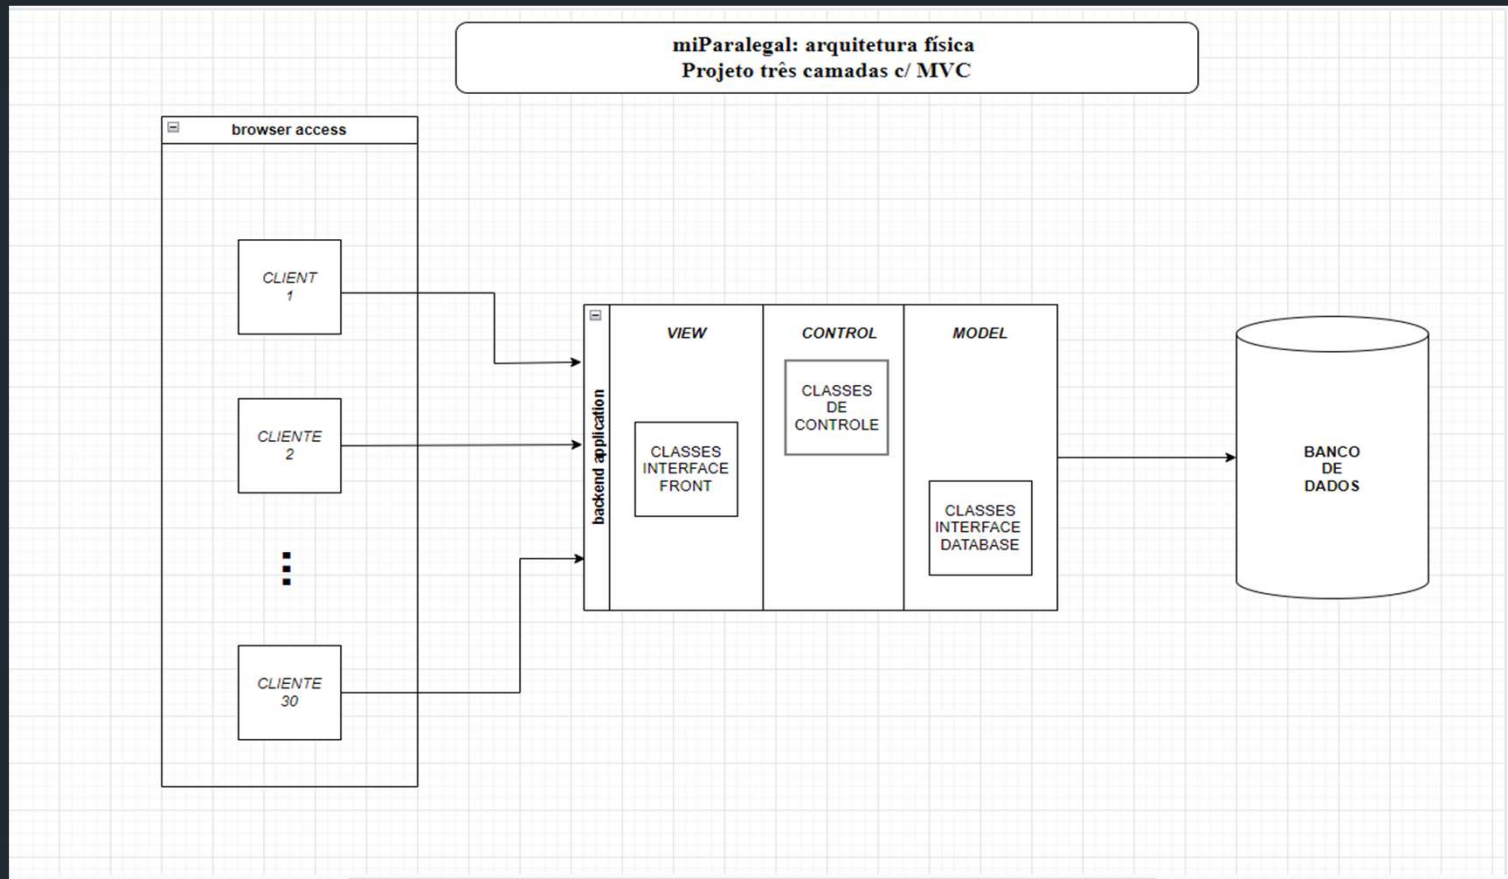 miParalegal: arquitetura física
Projeto três camadas c/ MVC
browser access
CLIENT
1
CLIENTE
2
CLIENTE
30
backend application
VIEW
CLASSES
INTERFACE
FRONT
CONTROL
CLASSES
DE
CONTROLE
MODEL
CLASSES
INTERFACE
DATABASE
BANCO
DE
DADOS